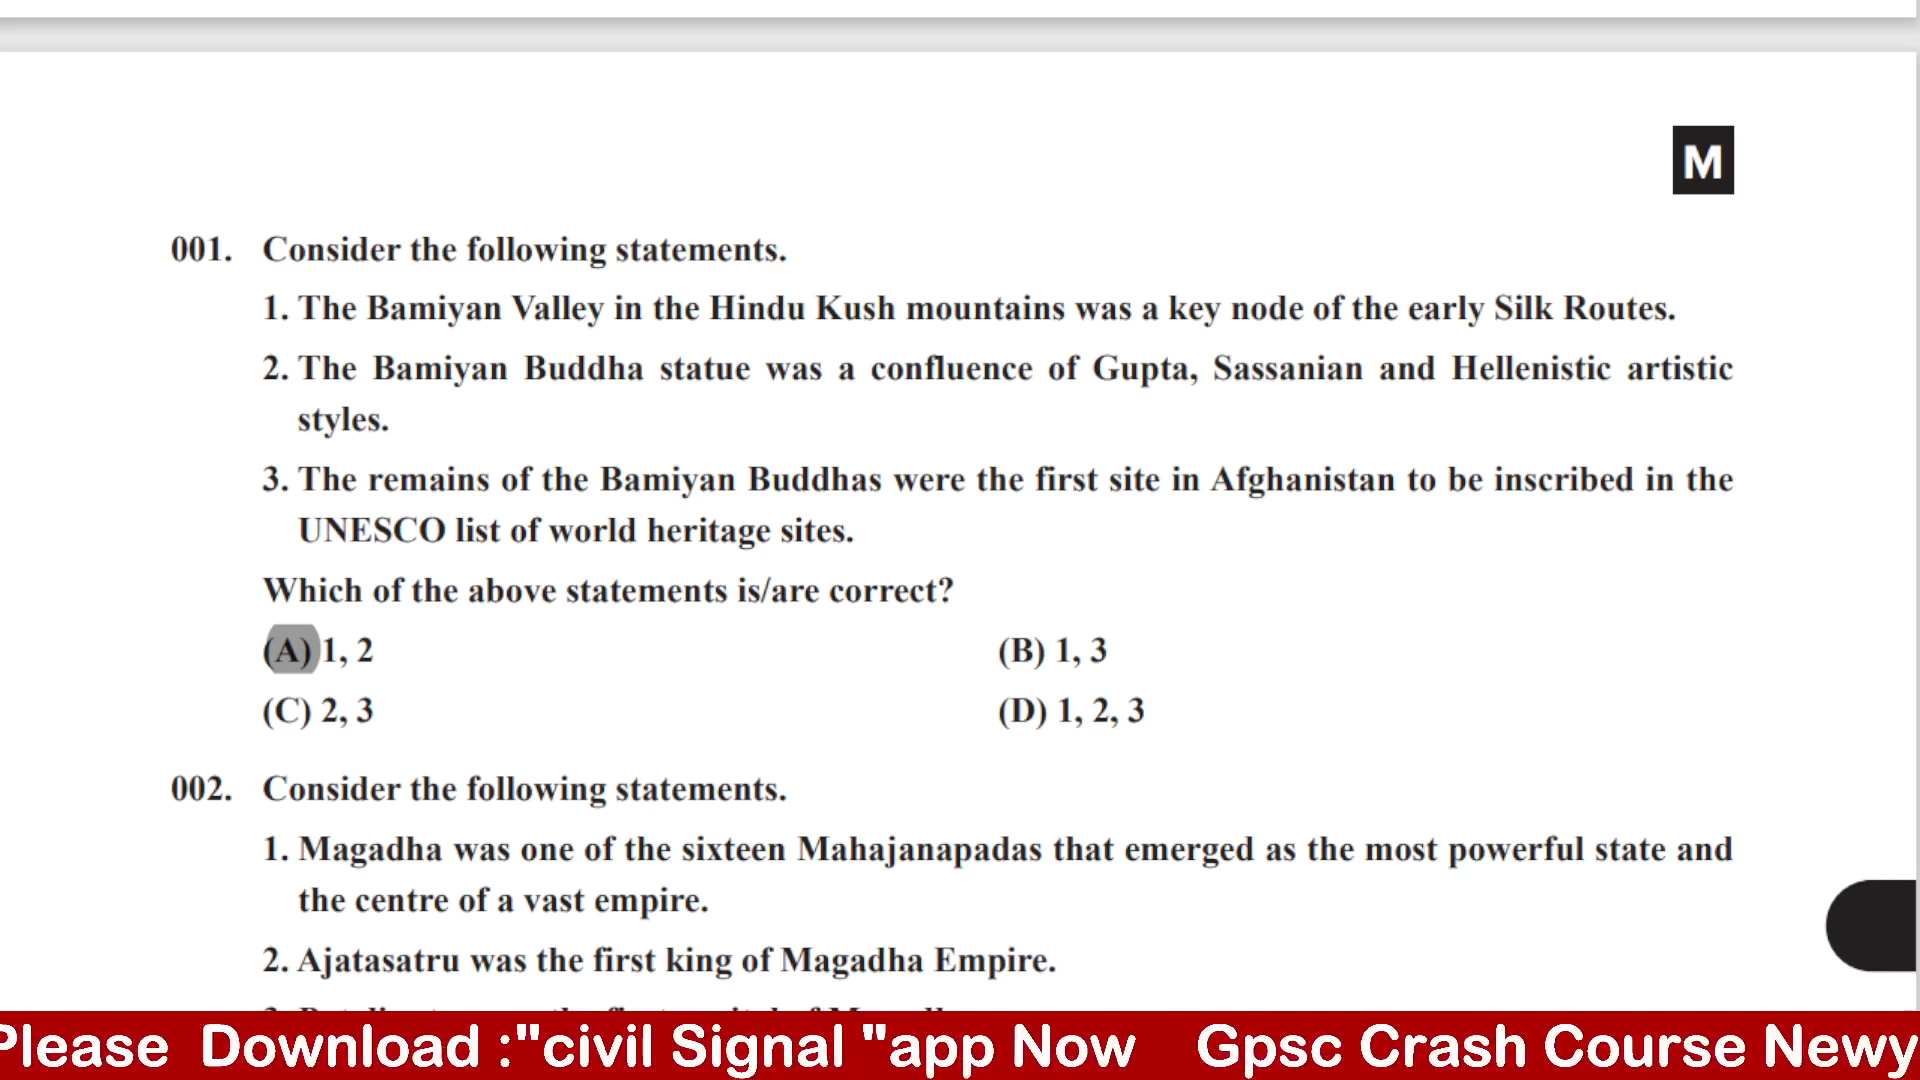 M
001. Consider the following statements.
1. The Bamiyan Valley in the Hindu Kush mountains was a key node of the early Silk Routes.
2. The Bamiyan Buddha statue was a confluence of Gupta, Sassanian and Hellenistic artistic
styles.
3. The remains of the Bamiyan Buddhas were the first site in Afghanistan to be inscribed in the
UNESCO list of world heritage sites.
Which of the above statements is/are correct?
(A) 1, 2 (B) 1, 3
(C) 2, 3 (D) 1, 2, 3
002. Consider the following statements.
1. Magadha was one of the sixteen Mahajanapadas that emerged as the most powerful state and
the centre of a vast empire.
2. Ajatasatru was the first king of Magadha Empire.
Please Download :"civil Signal "app Now Gpsc Crash Course Newy